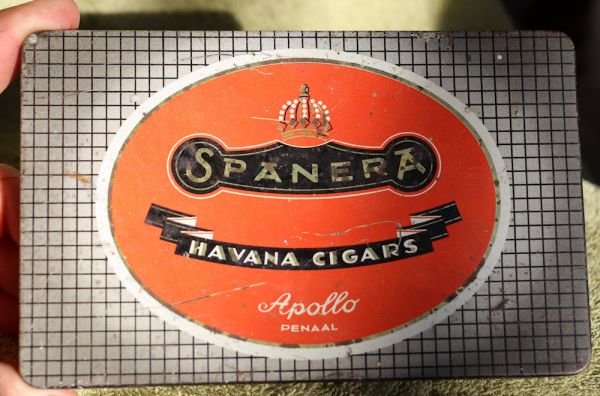 SPANERA
HAVANA CIGARS
Apollo
PENAAL